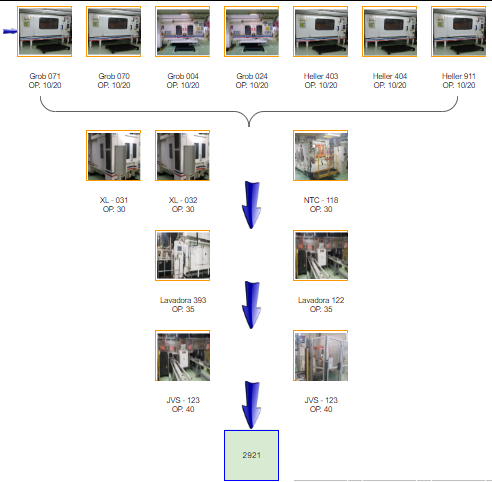 Grob 071
OP. 10/20
Grob 070
OP. 10/20
Grob 004
OP. 10/20
Grob 024
OP. 10/20
Heller 403
OP. 10/20
Heller 404
OP. 10/20
Heller 911
OP. 10/20
XL - 031
OP. 30
XL - 032
OP. 30
NTC - 118
OP. 30
Lavadora 393
OP. 35
Lavadora 122
OP. 35
JVS - 123
OP. 40
JVS - 123
OP. 40
2921